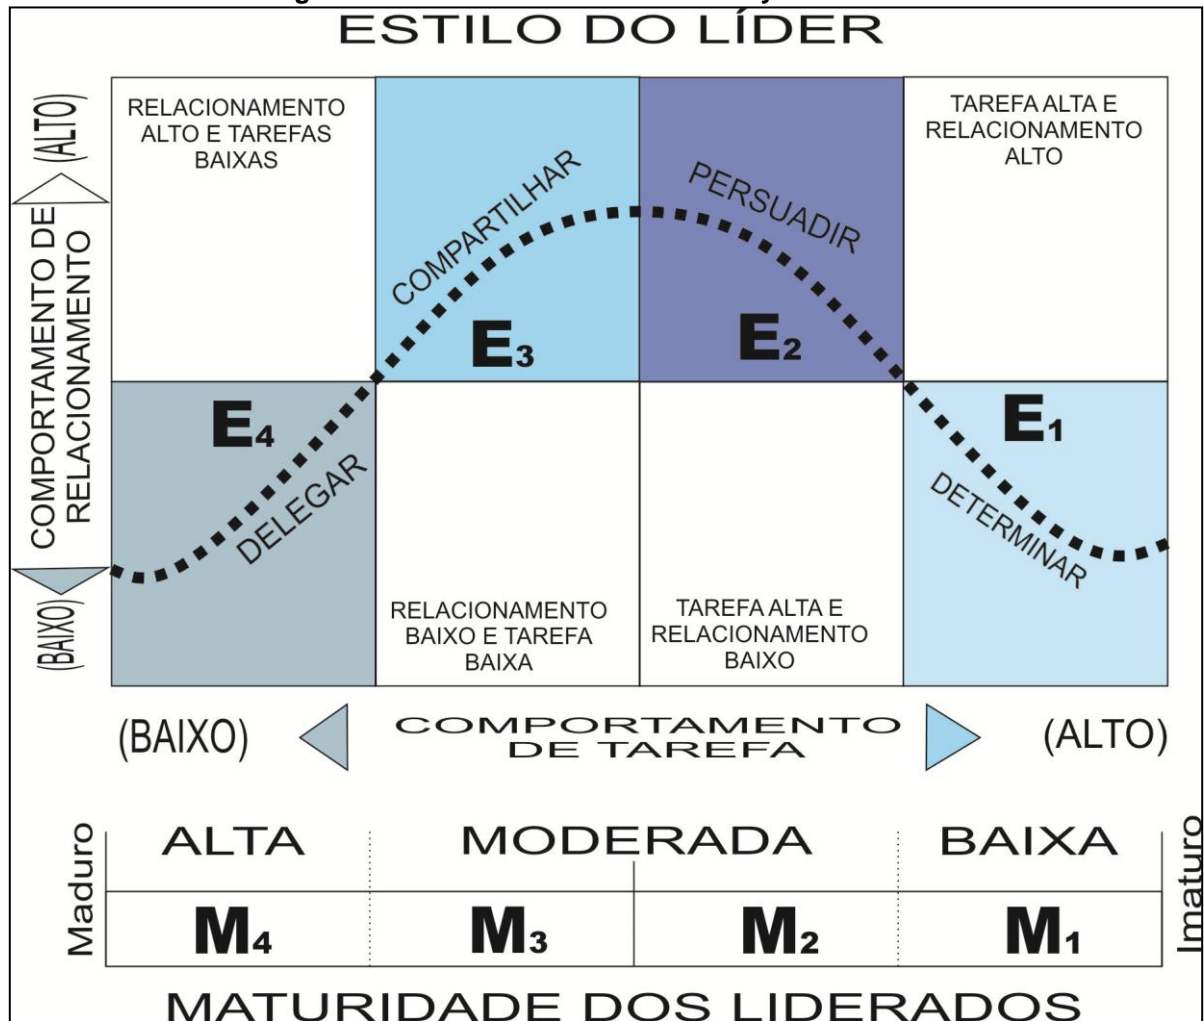 ESTILO DO LÍDER
(ALTO)
COMPORTAMENTO DE
RELACIONAMENTO
(BAIXO)
RELACIONAMENTO
ALTO E TAREFAS
BAIXAS
COMPARTILHAR
PERSUADIR
TAREFA ALTA E
RELACIONAMENTO
ALTO
E3
E2
E4
E1
DELEGAR
DETERMINAR
RELACIONAMENTO
BAIXO E TAREFA
BAIXA
TAREFA ALTA E
RELACIONAMENTO
BAIXO
(BAIXO)
COMPORTAMENTO
DE TAREFA
(ALTO)
Maduro
ALTA
MODERADA
BAIXA
Imaturo
M4
M3
M2
M1
MATURIDADE DOS LIDERADOS